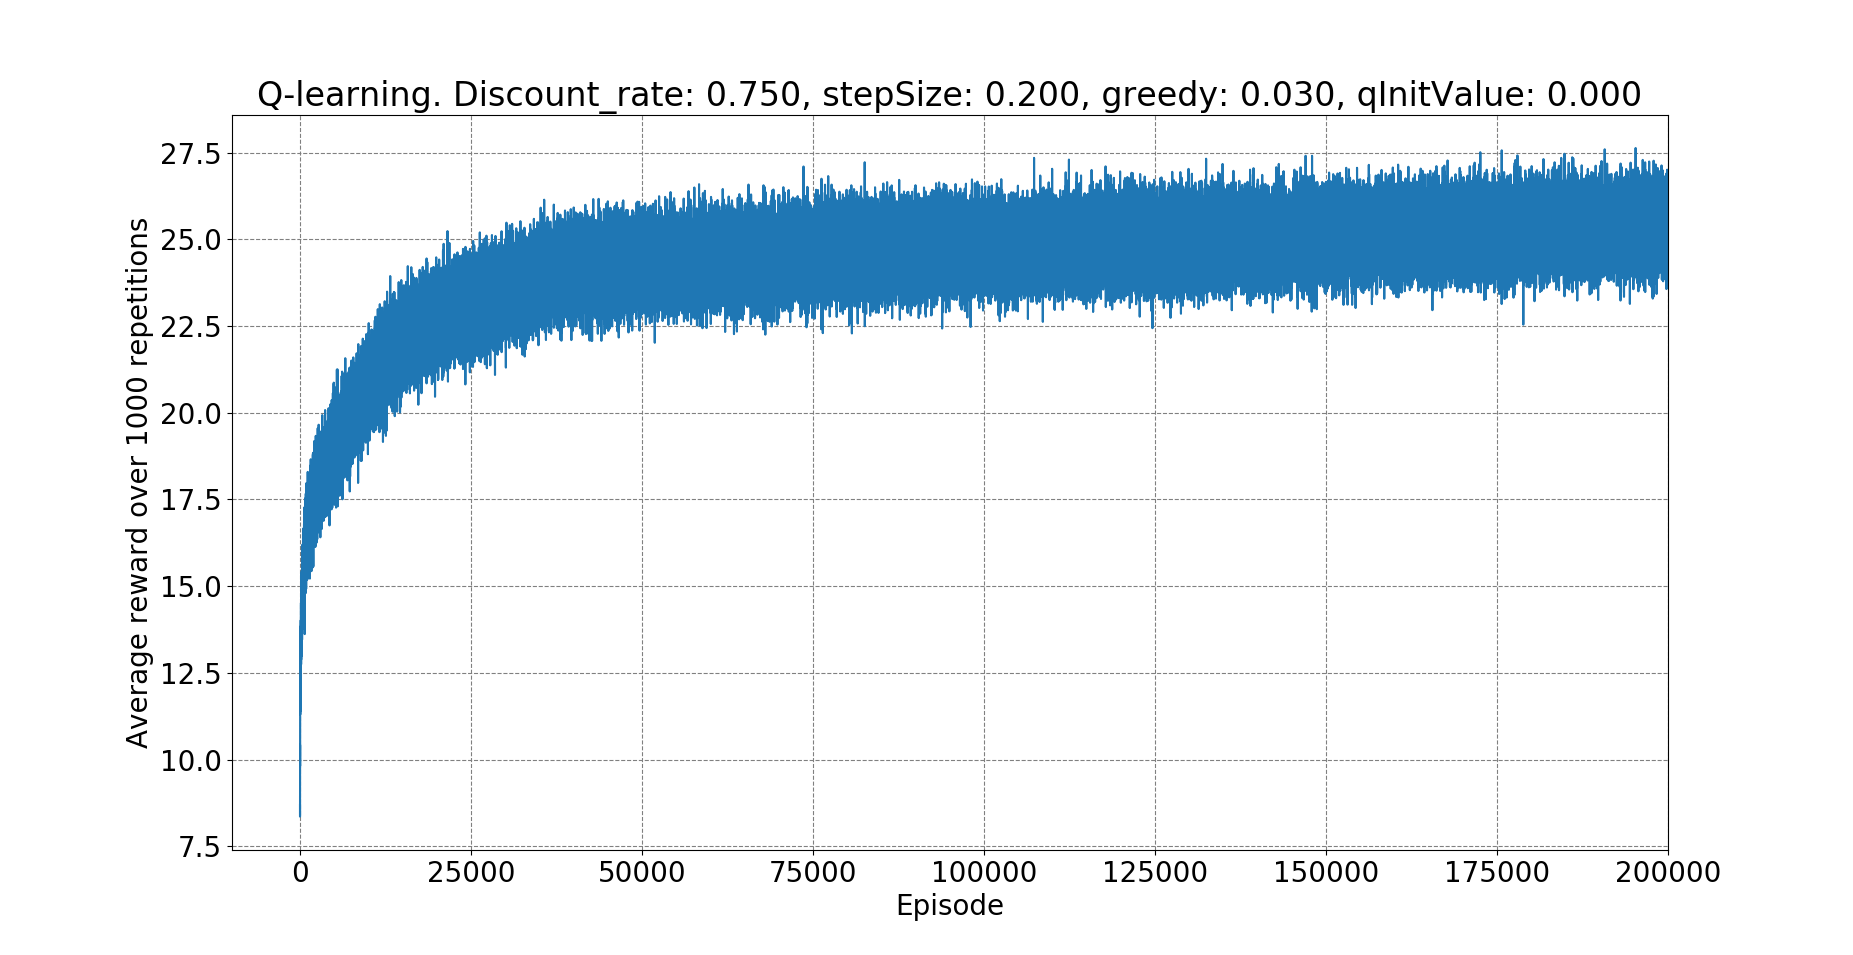 Q-learning. Discount_rate: 0.750, stepSize: 0.200, greedy: 0.030, qInitValue: 0.000
Average reward over 1000 repetitions
27.5
25.0
22.5
20.0
17.5
15.0
12.5
10.0
7.5
0 25000 50000 75000 100000 125000 150000 175000 200000
Episode